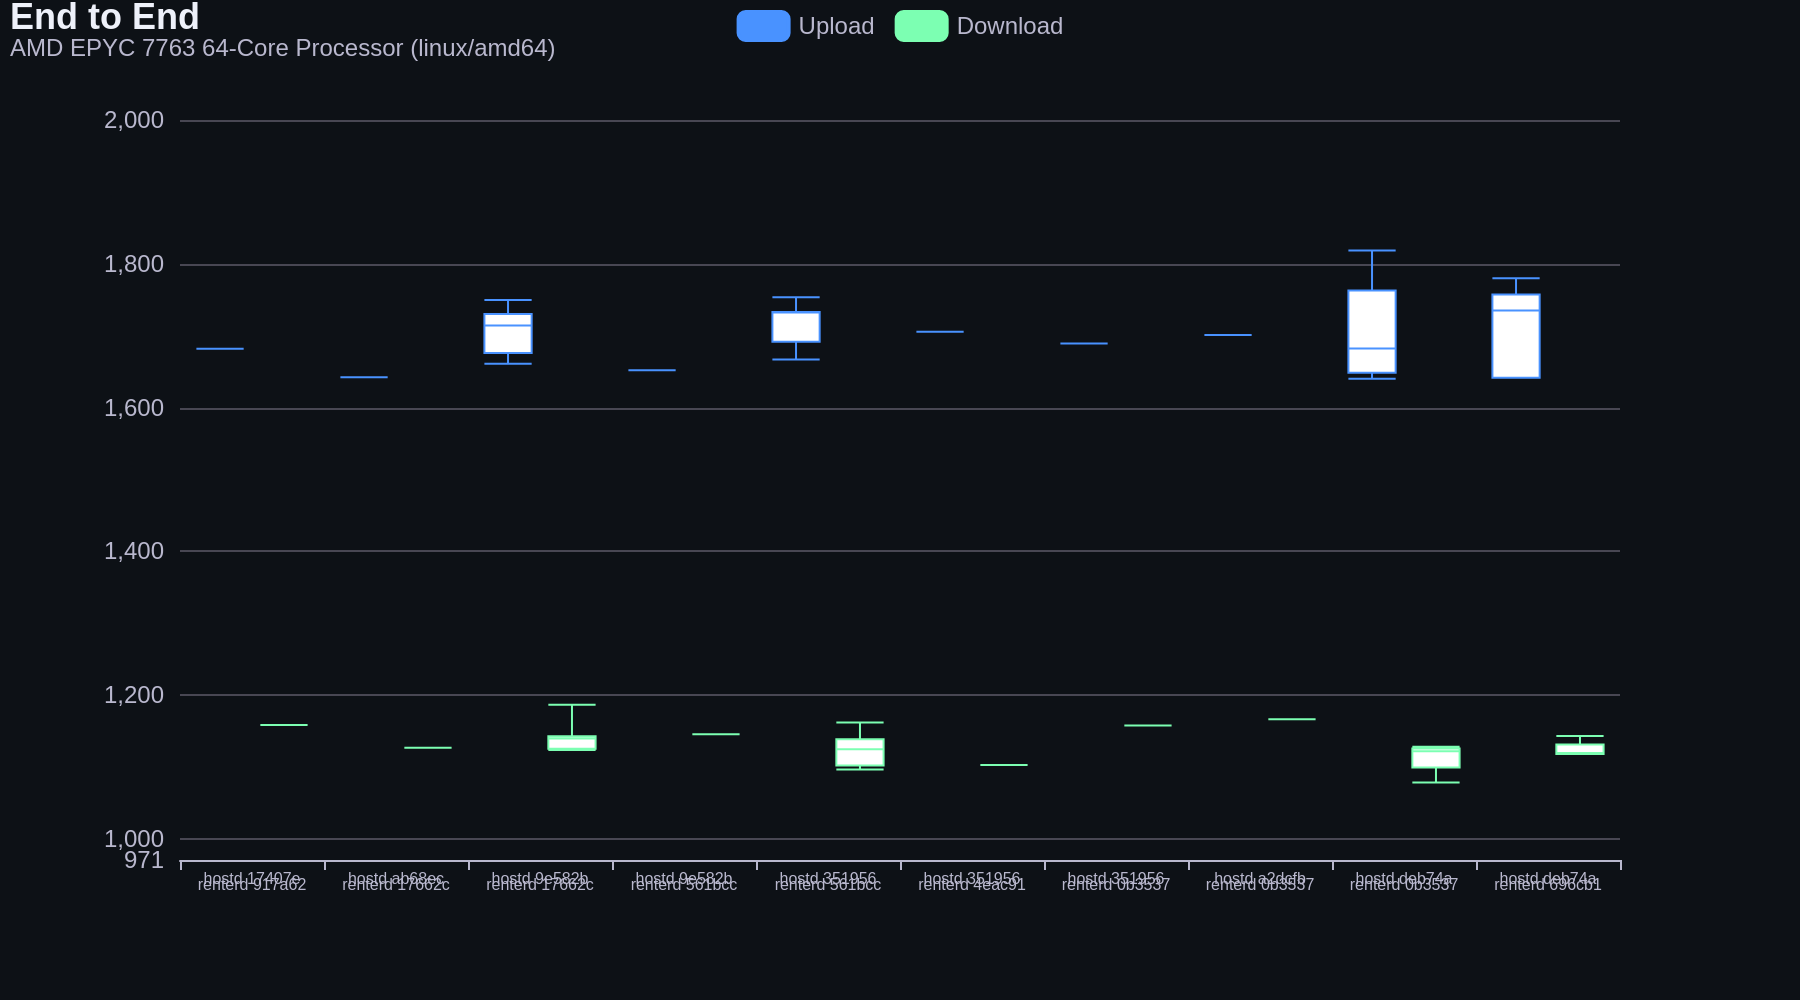 End to End
AMD EPYC 7763 64-Core Processor (linux/amd64)
Upload
Download
2,000
1,800
1,600
1,400
1,200
1,000
971
hostd 17407e
renterd 917a62
hostd ab68ec
renterd 17662c
hostd 9e582b
renterd 17662c
hostd 9e582b
renterd 561bcc
hostd 351956
renterd 561bcc
hostd 351956
renterd 4eac91
hostd 351956
renterd 0b3537
hostd a2dcfb
renterd 0b3537
hostd deb74a
renterd 0b3537
hostd deb74a
renterd 696cb1